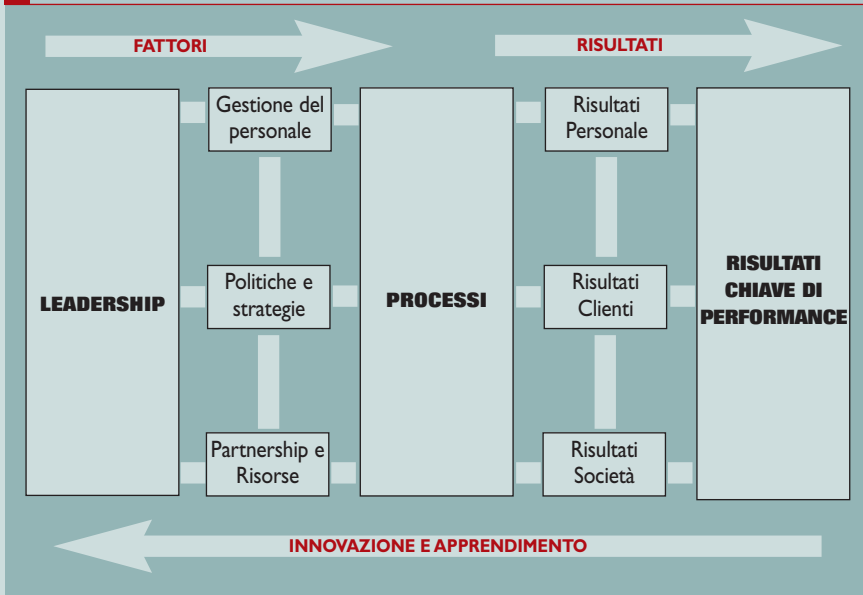 FATTORI
RISULTATI
Gestione del
personale
Risultati
Personale
LEADERSHIP
Politiche e
strategie
PROCESSI
Risultati
Clienti
RISULTATI
CHIAVE DI
PERFORMANCE
Partnership e
Risorse
Risultati
Società
INNOVAZIONE E APPRENDIMENTO